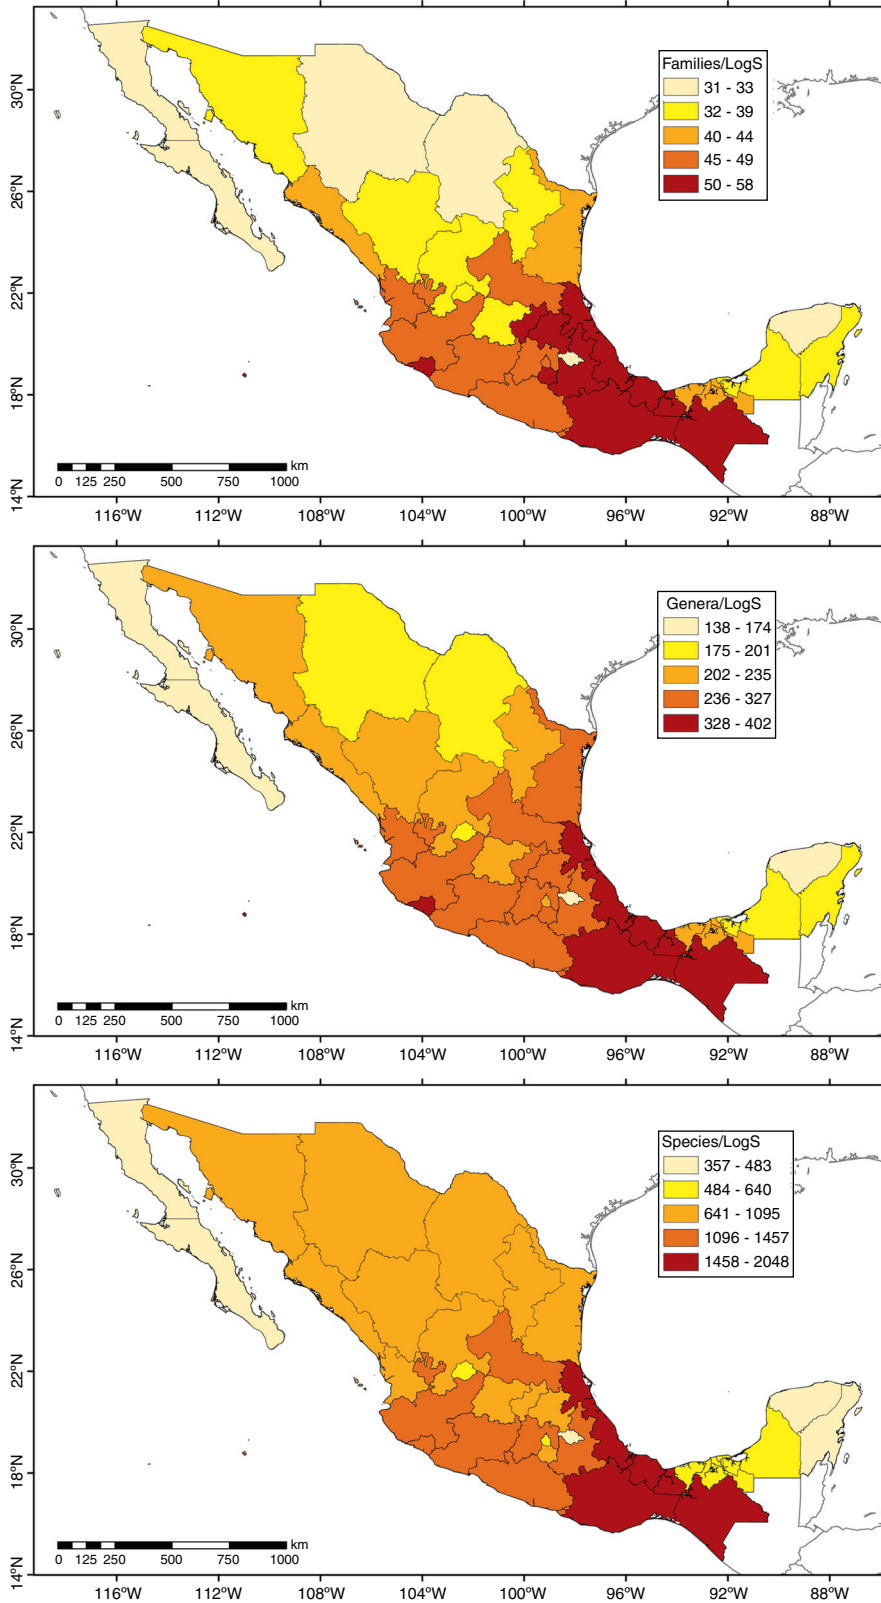 Families/LogS
31 - 33
32 - 39
40 - 44
45 - 49
50 - 58
30°N
26°N
22°N
18°N
14°N
km
0 125 250 500 750 1000
116°W 112°W 108°W 104°W 100°W 96°W 92°W 88°W
Genera/LogS
138 - 174
175 - 201
202 - 235
236 - 327
328 - 402
30°N
26°N
22°N
18°N
14°N
km
0 125 250 500 750 1000
116°W 112°W 108°W 104°W 100°W 96°W 92°W 88°W
Species/LogS
357 - 483
484 - 640
641 - 1095
1096 - 1457
1458 - 2048
30°N
26°N
22°N
18°N
14°N
km
0 125 250 500 750 1000
116°W 112°W 108°W 104°W 100°W 96°W 92°W 88°W